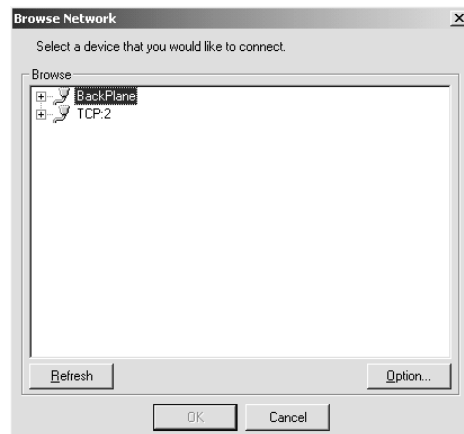 Browse Network
Select a device that you would like to connect.
Browse
BackPlane
TCP:2
Refresh
Option...
OK
Cancel